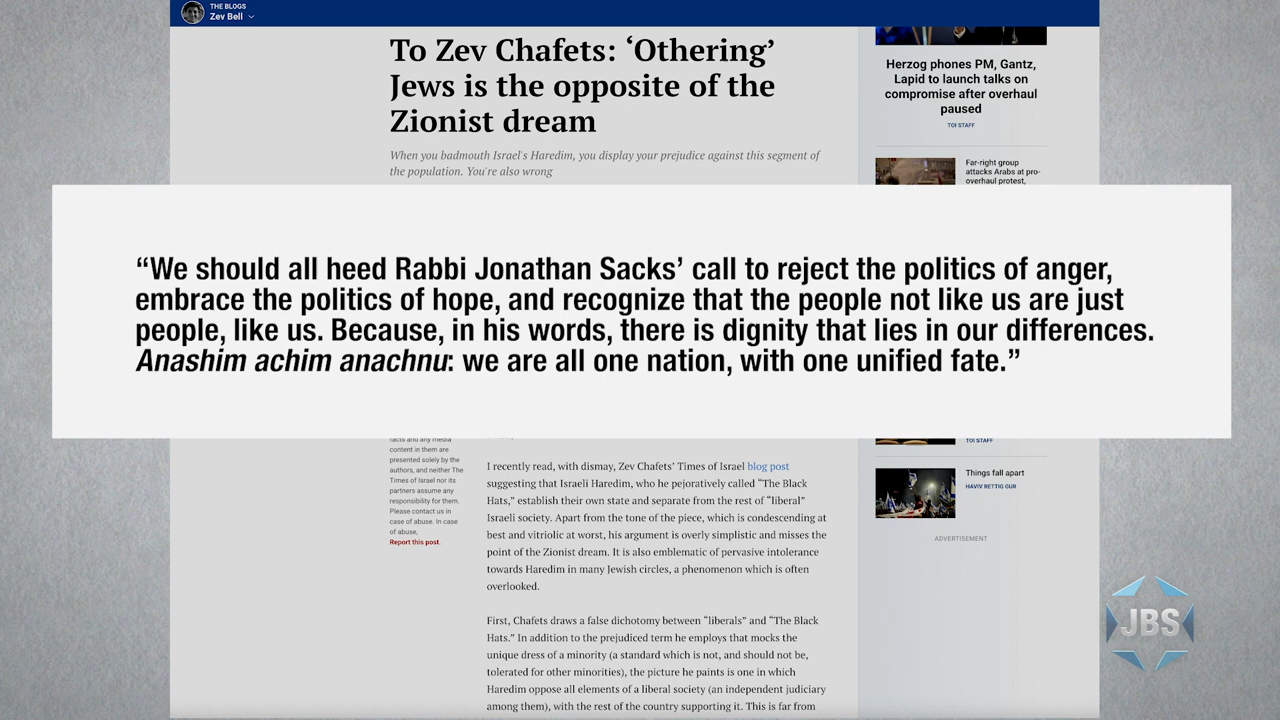 THE BLOGS
Zev Bell
To Zev Chafets: ‘Othering’
Jews is the opposite of the
Zionist dream
When you badmouth Israel's Haredim, you display your prejudice against this segment of
the population. You're also wrong
Herzog phones PM, Gantz,
Lapid to launch talks on
compromise after overhaul
paused
TOI STAFF
Far-right group
attacks Arabs at pro-
overhaul protest,
“We should all heed Rabbi Jonathan Sacks’ call to reject the politics of anger,
embrace the politics of hope, and recognize that the people not like us are just
people, like us. Because, in his words, there is dignity that lies in our differences.
Anashim achim anachnu: we are all one nation, with one unified fate.”
facts and any media
content in them are
presented solely by the
authors, and neither The
Times of Israel nor its
partners assume any
responsibility for them.
Please contact us in
case of abuse. In case
of abuse,
Report this post.
I recently read, with dismay, Zev Chafets’ Times of Israel blog post
suggesting that Israeli Haredim, who he pejoratively called “The Black
Hats,” establish their own state and separate from the rest of “liberal”
Israeli society. Apart from the tone of the piece, which is condescending at
best and vitriolic at worst, his argument is overly simplistic and misses the
point of the Zionist dream. It is also emblematic of pervasive intolerance
towards Haredim in many Jewish circles, a phenomenon which is often
overlooked.
First, Chafets draws a false dichotomy between “liberals” and “The Black
Hats.” In addition to the prejudiced term he employs that mocks the
unique dress of a minority (a standard which is not, and should not be,
tolerated for other minorities), the picture he paints is one in which
Haredim oppose all elements of a liberal society (an independent judiciary
among them), with the rest of the country supporting it. This is far from
TOI STAFF
Things fall apart
HAVIV RETTIG GUR
ADVERTISEMENT
JBS